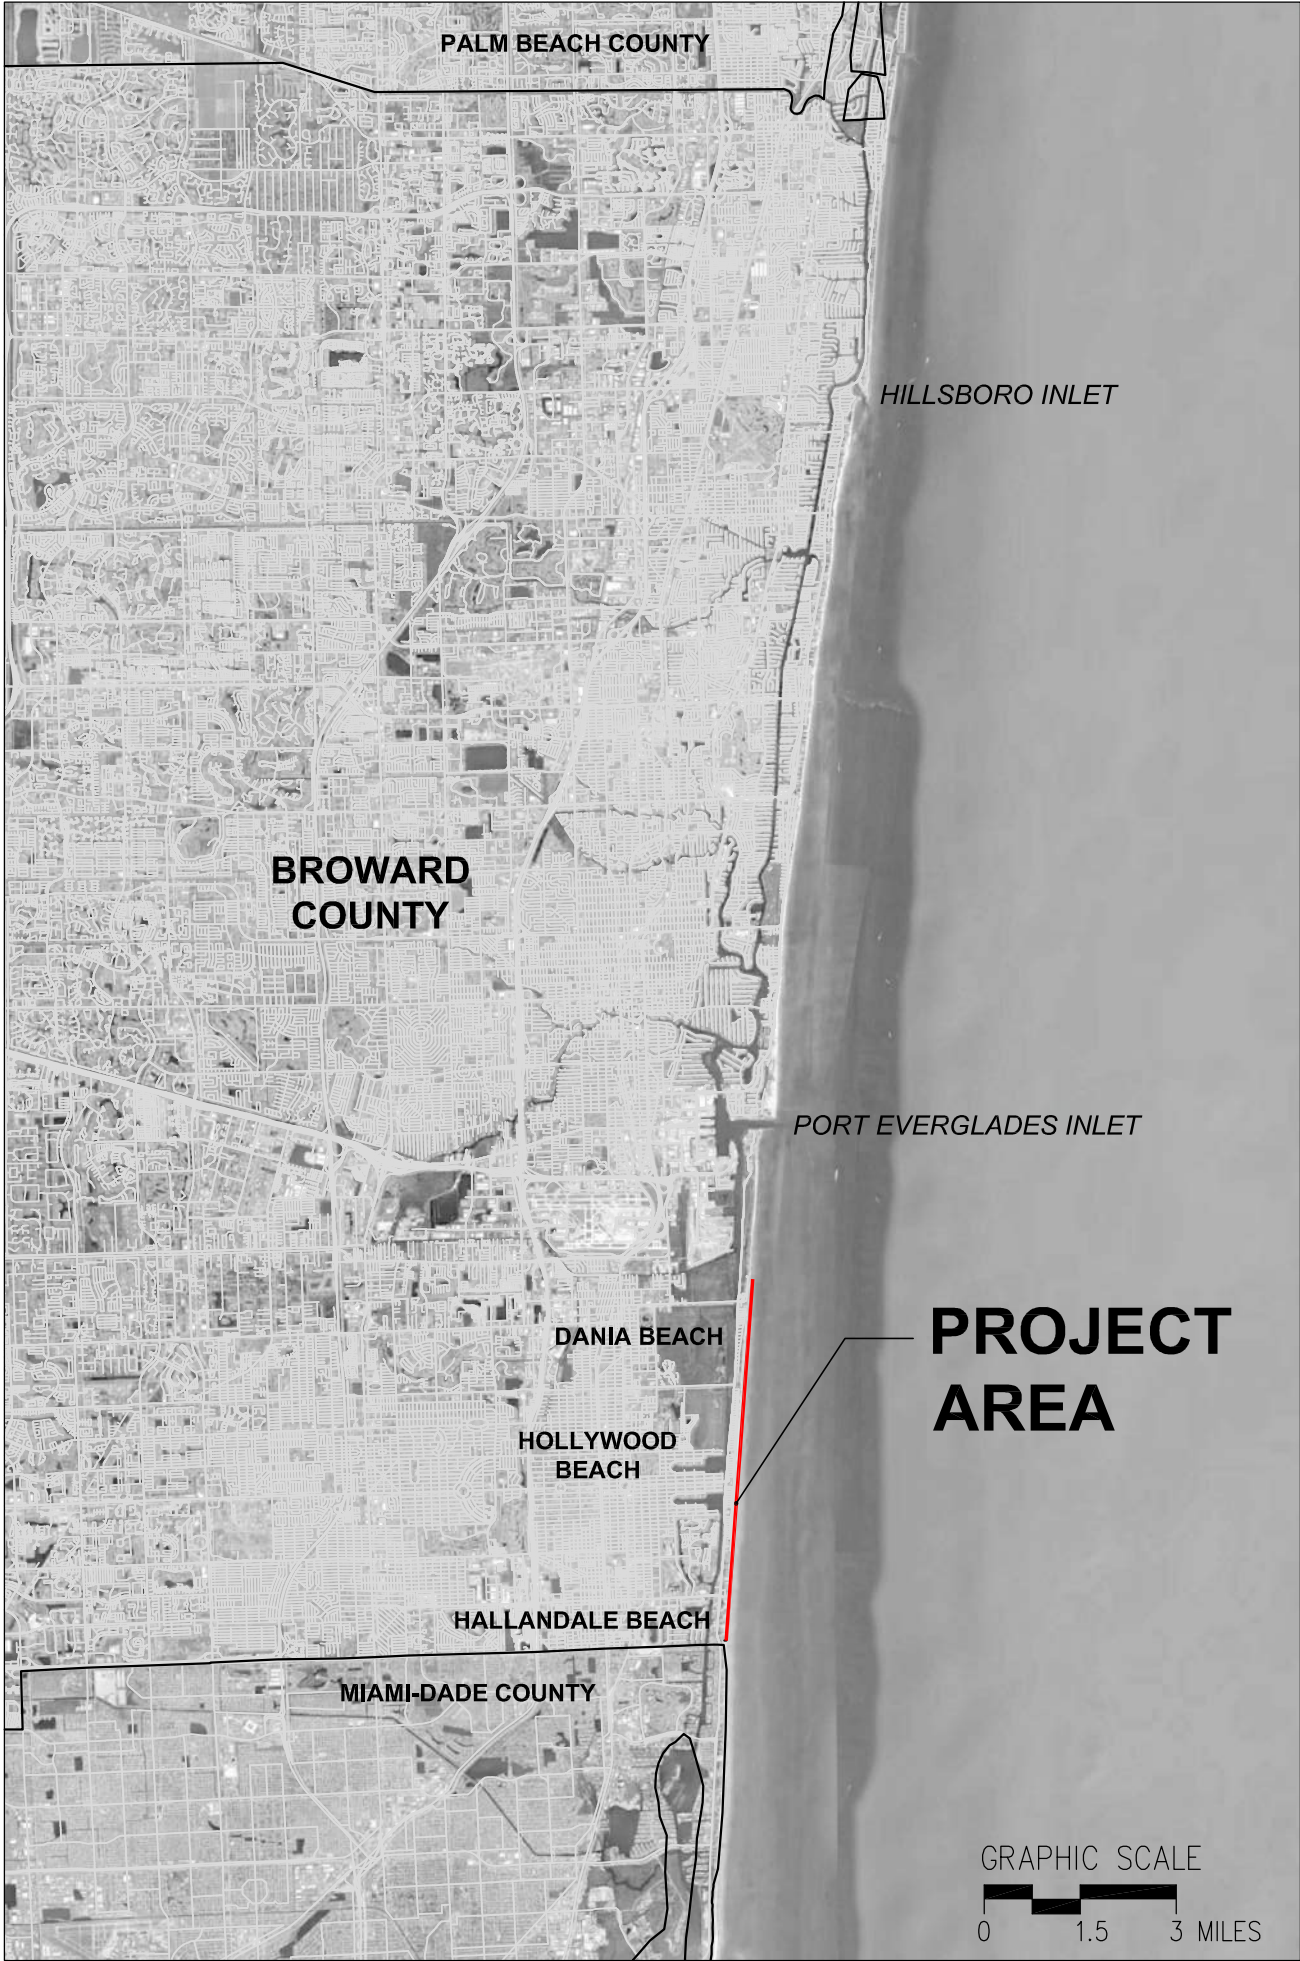 PALM BEACH COUNTY
HILLSBORO INLET
BROWARD
COUNTY
PORT EVERGLADES INLET
PROJECT
AREA
DANIA BEACH
HOLLYWOOD
BEACH
HALLANDALE BEACH
MIAMI-DADE COUNTY
GRAPHIC SCALE
0 1.5 3 MILES